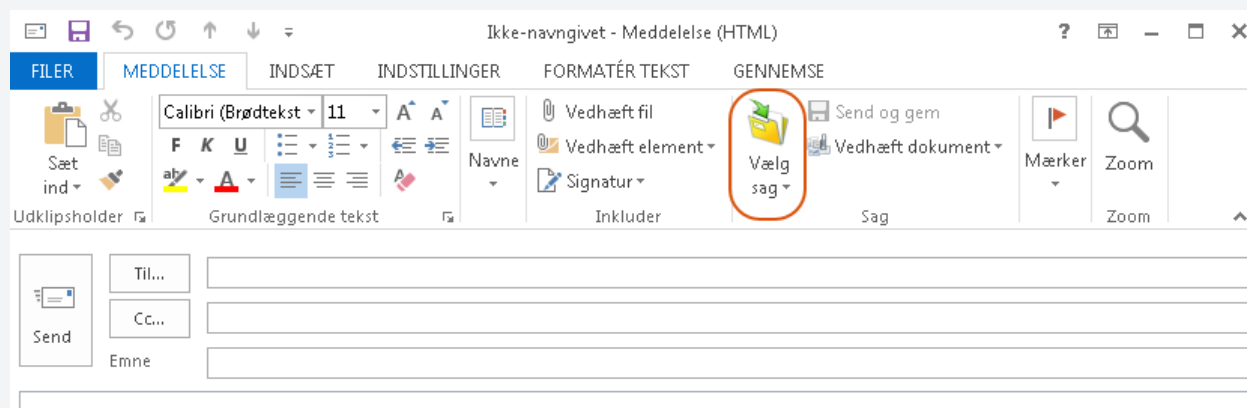 Ikke-navngivet - Meddelelse (HTML)
?
FILER MEDDELELSE INDSÆT INDSTILLINGER FORMATÉR TEKST GENNEMSE
Sæt
ind
Udklipsholder
Calibri (Brødtekst 11 A A
F K U
ab A
Grundlæggende tekst
Navne
Vedhæft fil
Vedhæft element
Signatur
Inkluder
Vælg
sag
Send og gem
Vedhæft dokument
Sag
Mærker
Zoom
Zoom
Send
Til...
Cc...
Emne